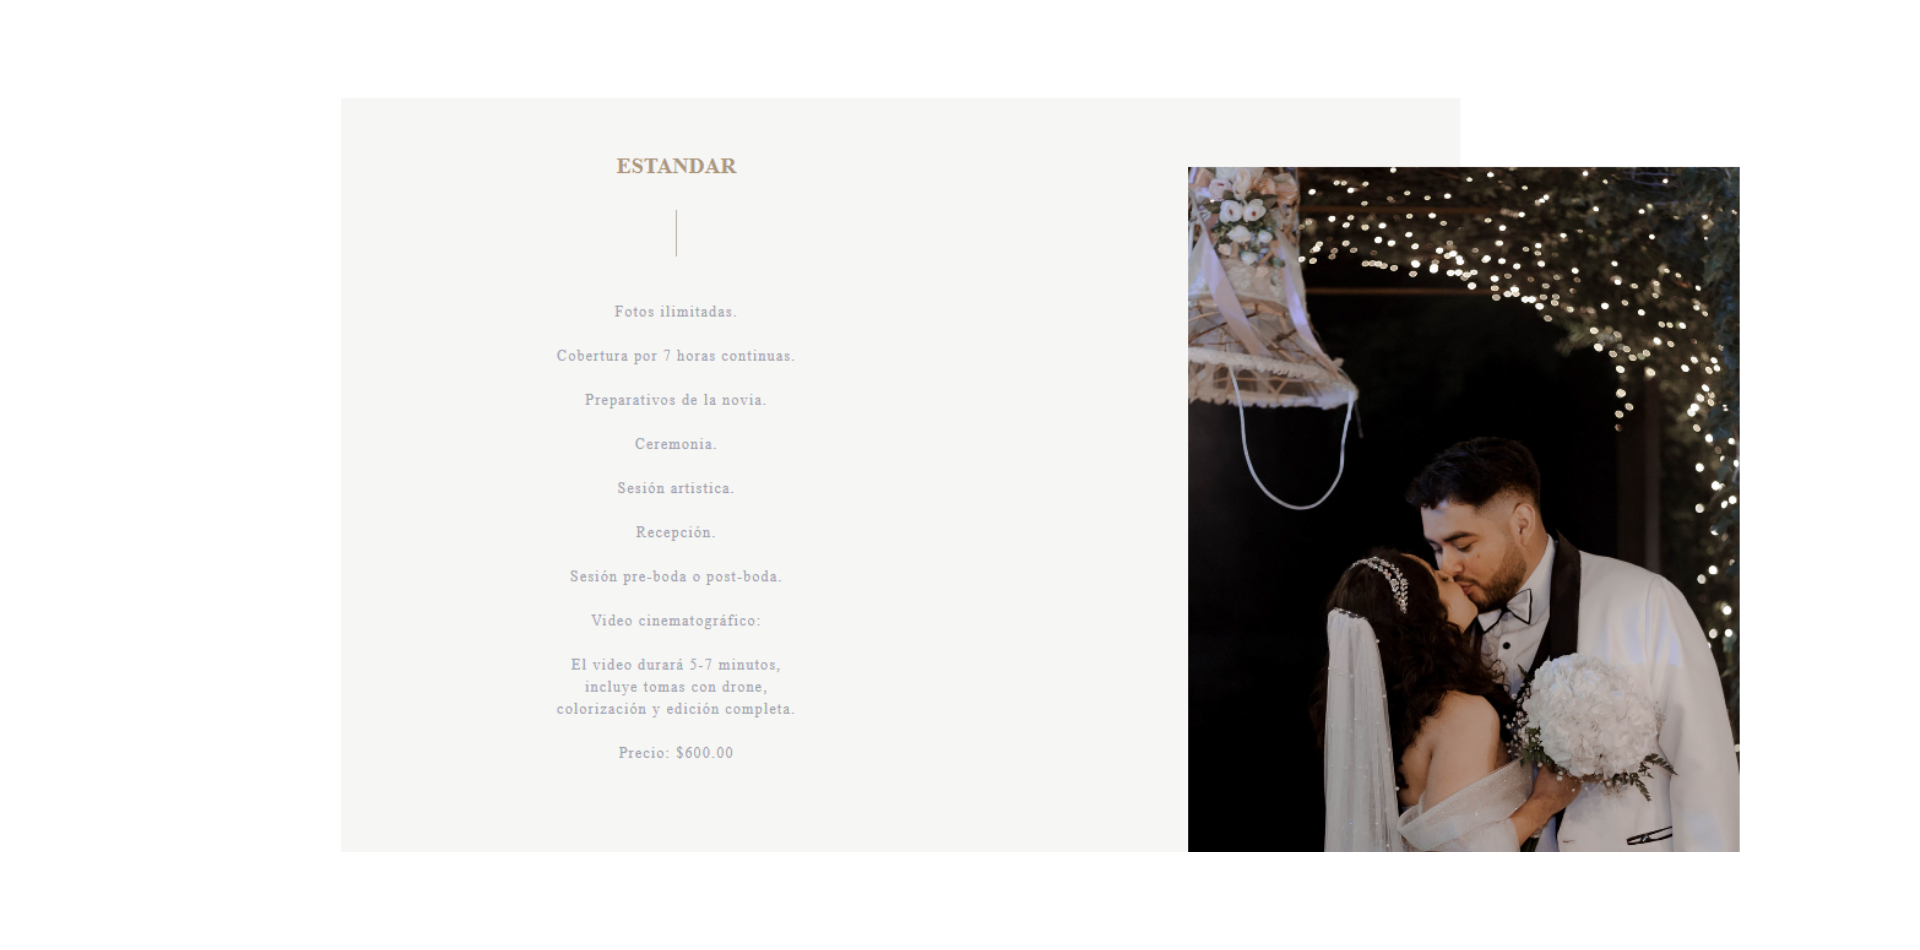 ESTANDAR
Fotos ilimitadas.
Cobertura por 7 horas continuas.
Preparativos de la novia.
Ceremonia.
Sesión artistica.
Recepción.
Sesión pre-boda o post-boda.
Video cinematográfico:
El video durará 5-7 minutos,
incluye tomas con drone,
colorización y edición completa.
Precio: $600.00